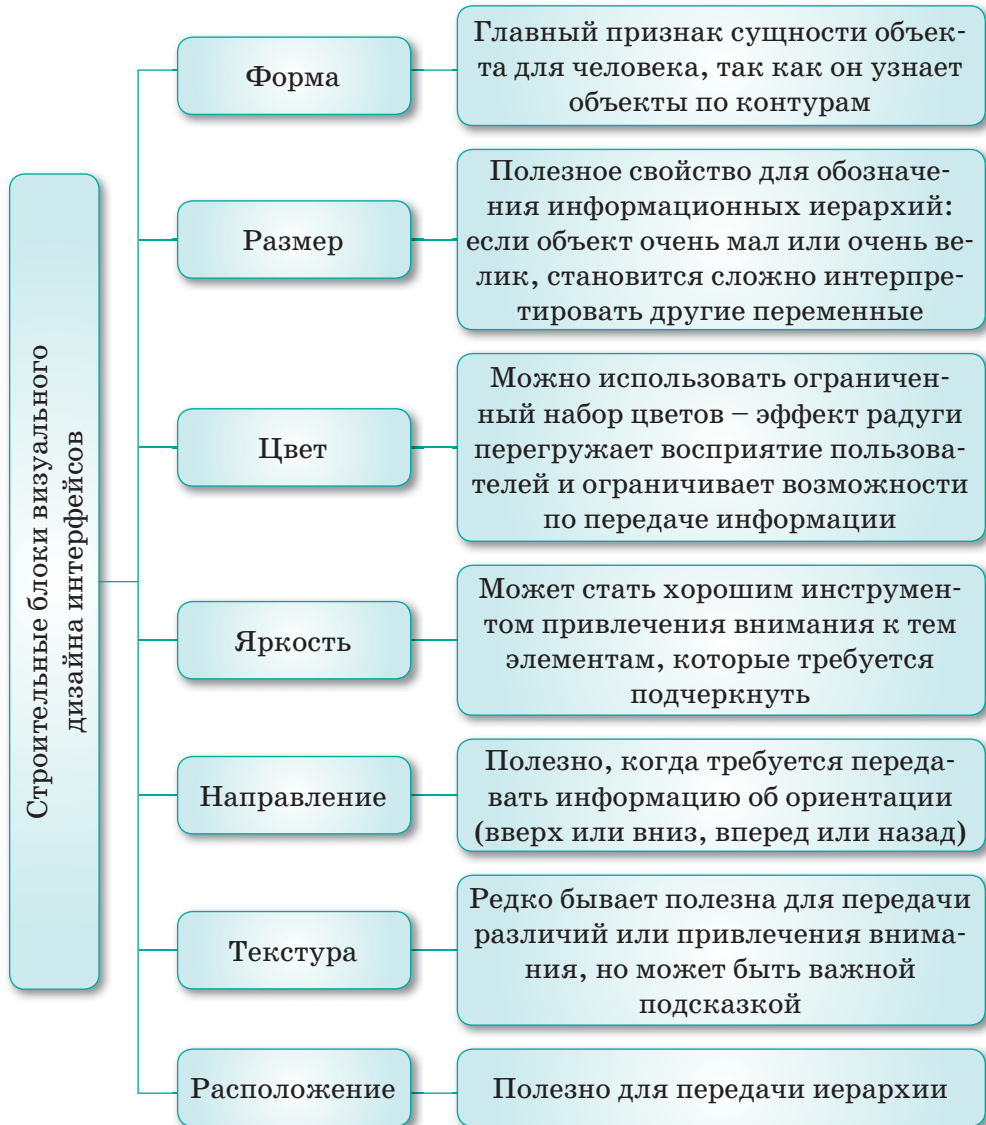 Строительные блоки визуального
дизайна интерфейсов
Форма
Главный признак сущности объек-
та для человека, так как он узнает
объекты по контурам
Размер
Полезное свойство для обозначе-
ния информационных иерархий:
если объект очень мал или очень ве-
лик, становится сложно интерпре-
тировать другие переменные
Цвет
Можно использовать ограничен-
ный набор цветов – эффект радуги
перегружает восприятие пользова-
телей и ограничивает возможности
по передаче информации
Яркость
Может стать хорошим инструмен-
том привлечения внимания к тем
элементам, которые требуется
подчеркнуть
Направление
Полезно, когда требуется переда-
вать информацию об ориентации
(вверх или вниз, вперед или назад)
Текстура
Редко бывает полезна для передачи
различий или привлечения внима-
ния, но может быть важной
подсказкой
Расположение
Полезно для передачи иерархии